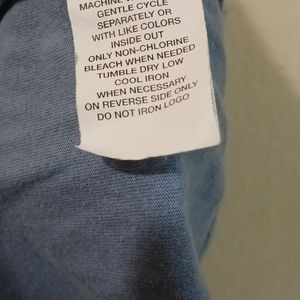 MACHINE
GENTLE CYCLE
SEPARATELY OR
WITH LIKE COLORS
INSIDE OUT
ONLY NON-CHLORINE
BLEACH WHEN NEEDED
TUMBLE DRY LOW
COOL IRON
WHEN NECESSARY
ON REVERSE SIDE ONLY
DO NOT IRON LOGO